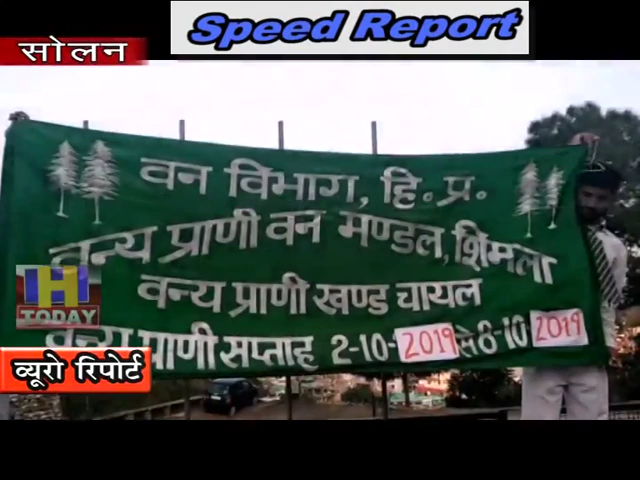 Speed Report
सोलन
वन विभाग, हि.प्र.
वन्य प्राणी वन मण्डल, शिमला
वन्य प्राणी खण्ड चायल
वन्य प्राणी सप्ताह 2-10-2019 से 8-10 2019
H
TODAY
व्यूरो रिपोर्ट